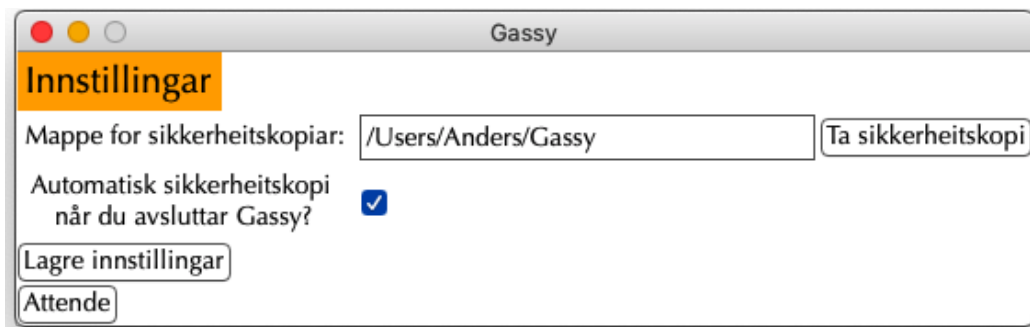 Gassy
Innstillingar
Mappe for sikkerheitskopiar: /Users/Anders/Gassy Ta sikkerheitskopi
Automatisk sikkerheitskopi
når du avsluttar Gassy?
Lagre innstillingar
Attende